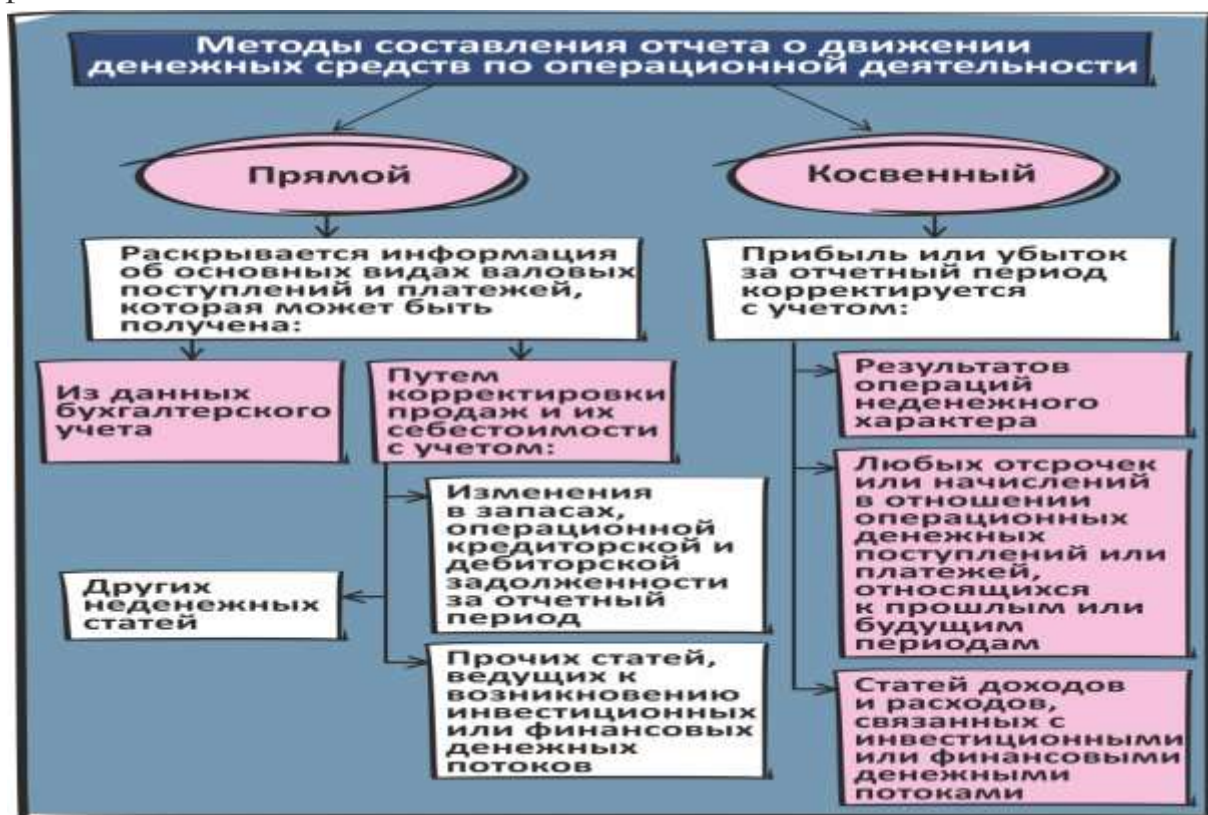 Методы составления отчета о движении
денежных средств по операционной деятельности
Прямой
Косвенный
Раскрывается информация
об основных видах валовых
поступлений и платежей,
которая может быть
получена:
Прибыль или убыток
за отчетный период
корректируется
с учетом:
Из данных
бухгалтерского
учета
Путем
корректировки
продаж и их
себестоимости
с учетом:
Изменения
в запасах,
операционной
кредиторской и
дебиторской
задолженности
за отчетный
период
Других
неденежных
статей
Прочих статей,
ведущих к
возникновению
инвестиционных
или финансовых
денежных
потоков
Результатов
операций
неденежного
характера
Любых отсрочек
или начислений
в отношении
операционных
денежных
поступлений или
платежей,
относящихся
к прошлым или
будущим
периодам
Статей доходов
и расходов,
связанных с
инвестиционными
или финансовыми
денежными
потоками